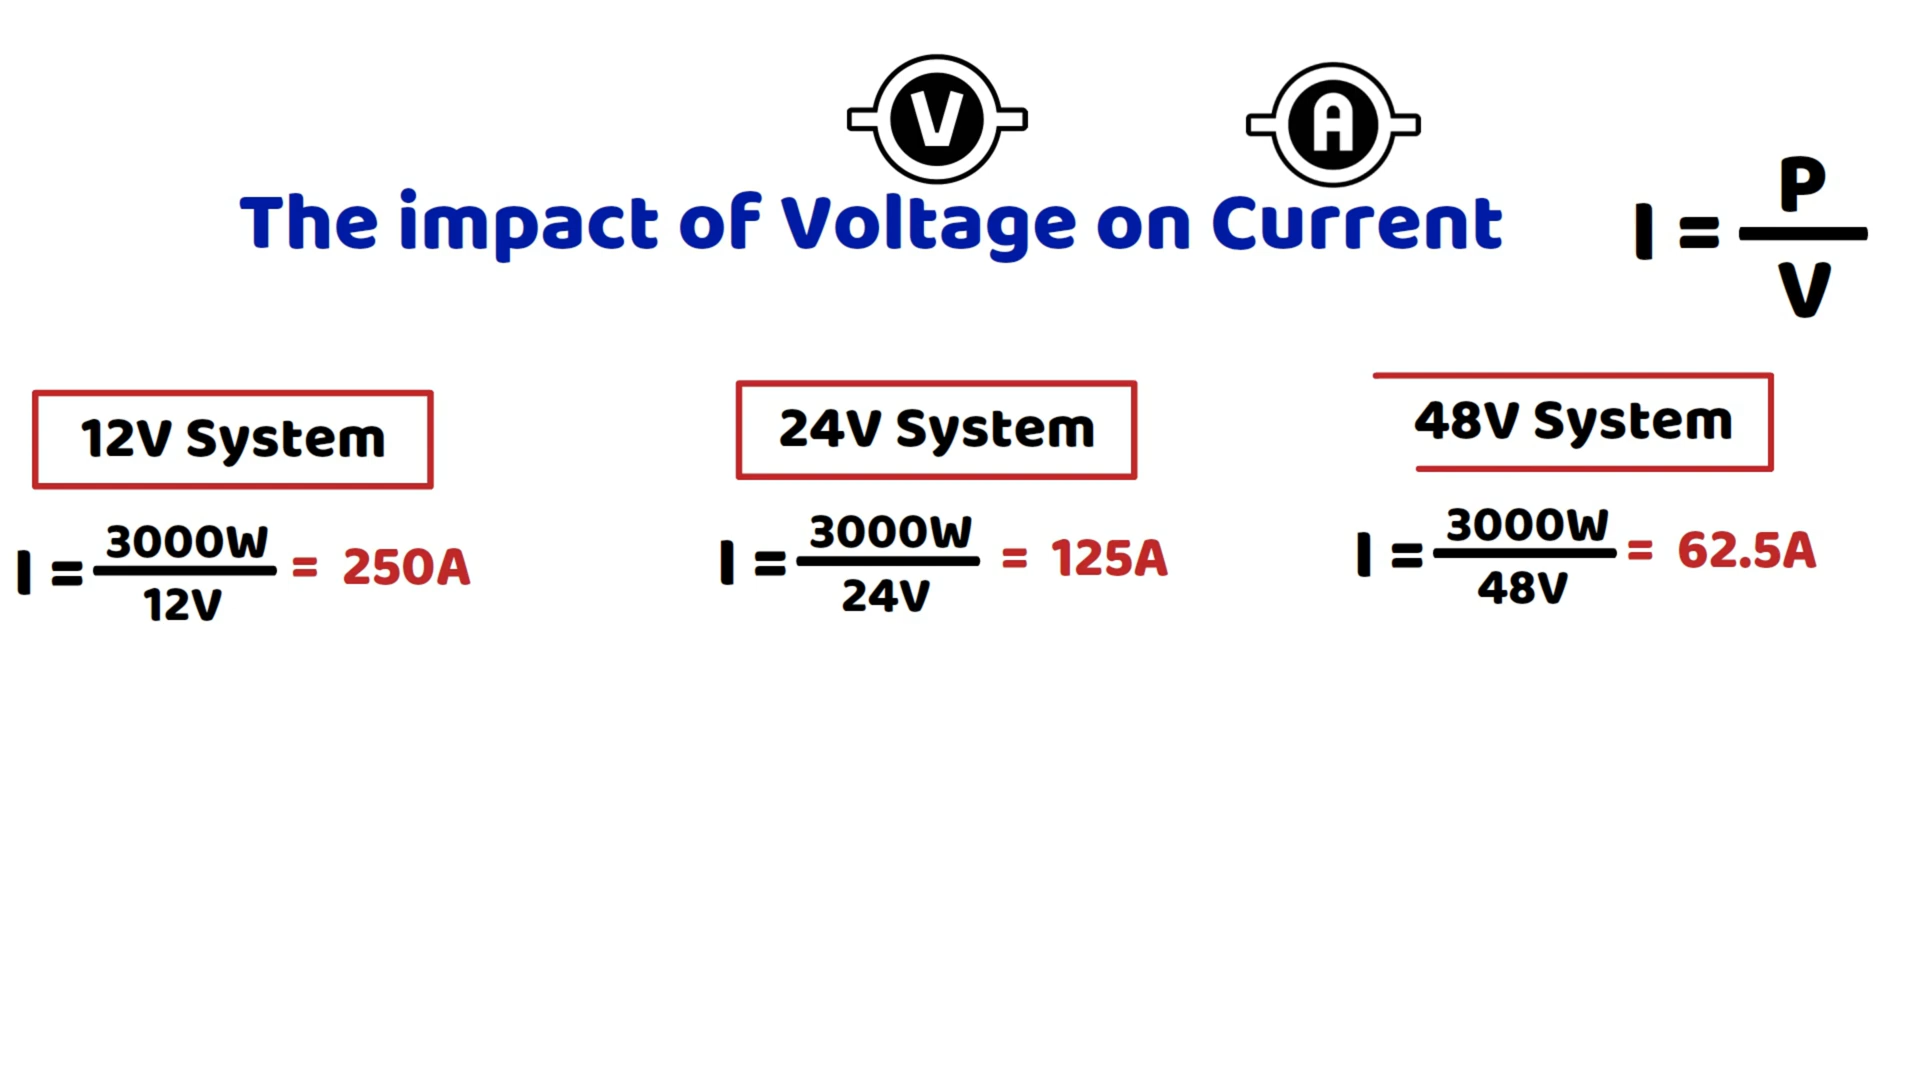 V
A
The impact of Voltage on Current
I = P / V
12V System
I = 3000W / 12V = 250A
24V System
I = 3000W / 24V = 125A
48V System
I = 3000W / 48V = 62.5A